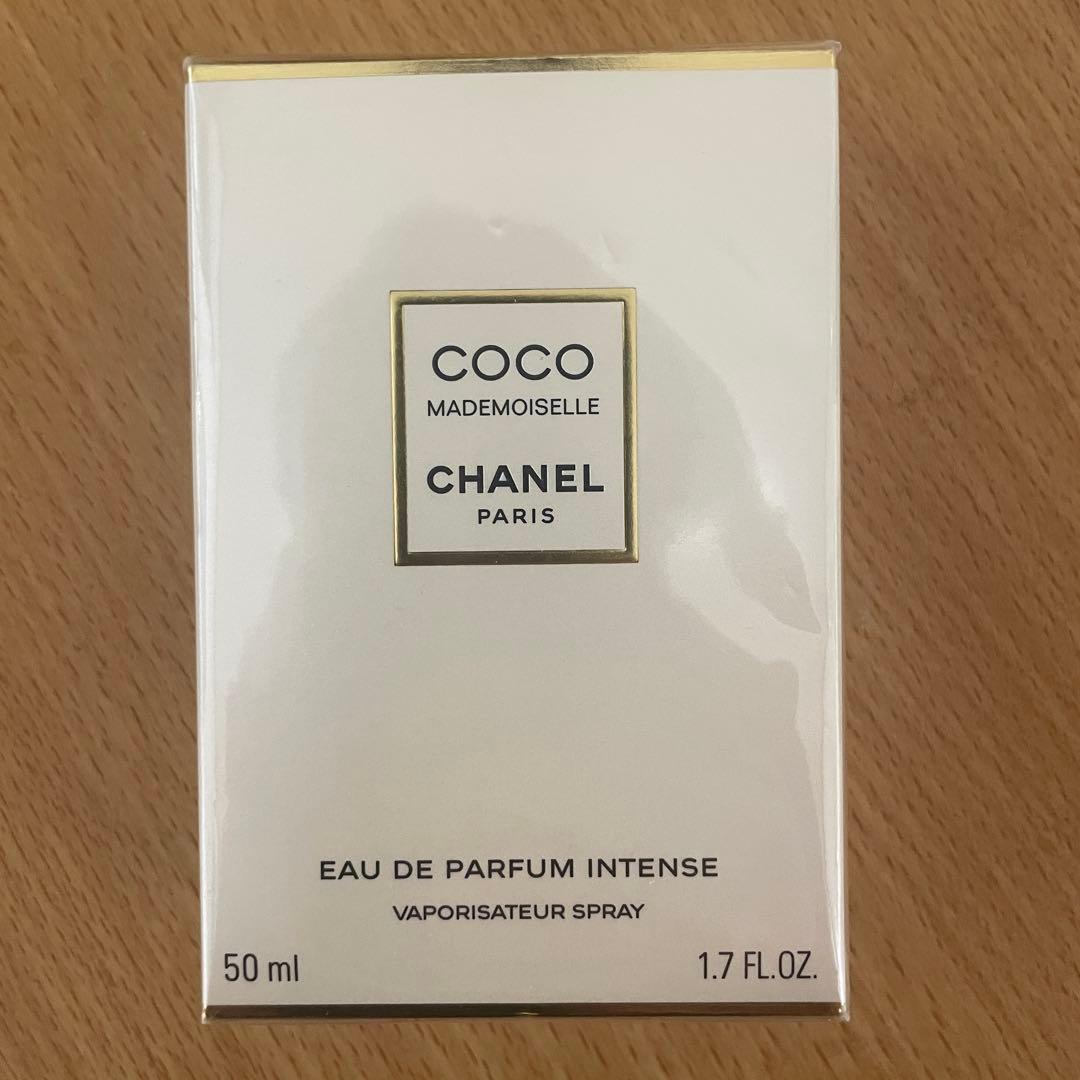 COCO
MADEMOISELLE
CHANEL
PARIS
EAU DE PARFUM INTENSE
VAPORISATEUR SPRAY
50 ml 1.7 FL.OZ.